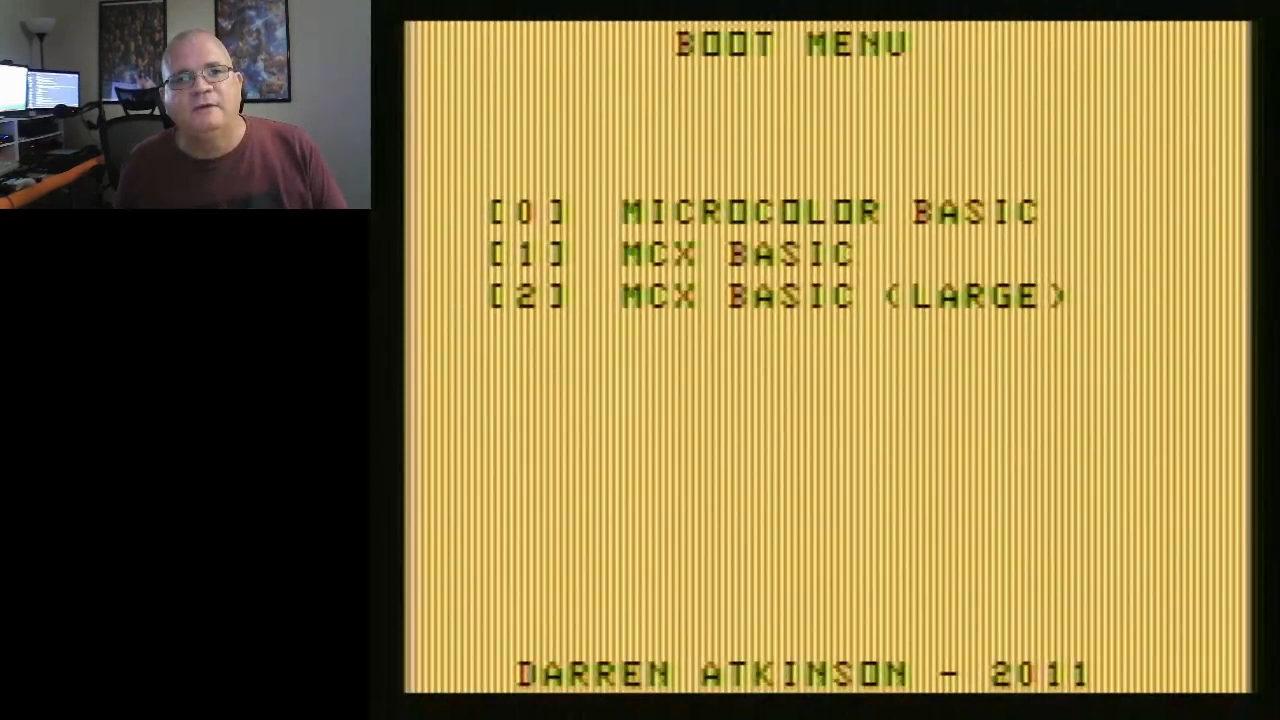 BOOT MENU
[0] MICROCOLOR BASIC
[1] MCX BASIC
[2] MCX BASIC (LARGE)
DARREN ATKINSON - 2011